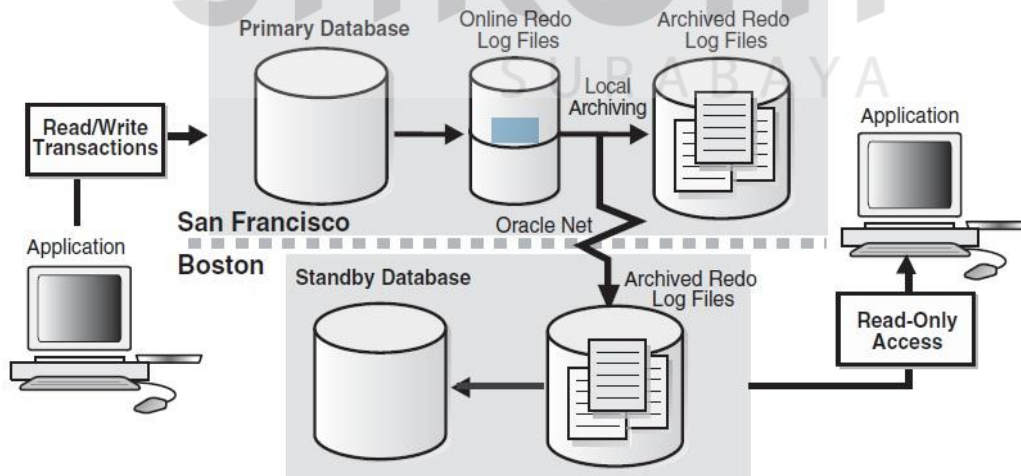 Primary Database
Online Redo
Log Files
Archived Redo
Log Files
SURABAYA
Local
Archiving
Read/Write
Transactions
Application
Application
San Francisco
Oracle Net
Boston
Standby Database
Archived Redo
Log Files
Read-Only
Access